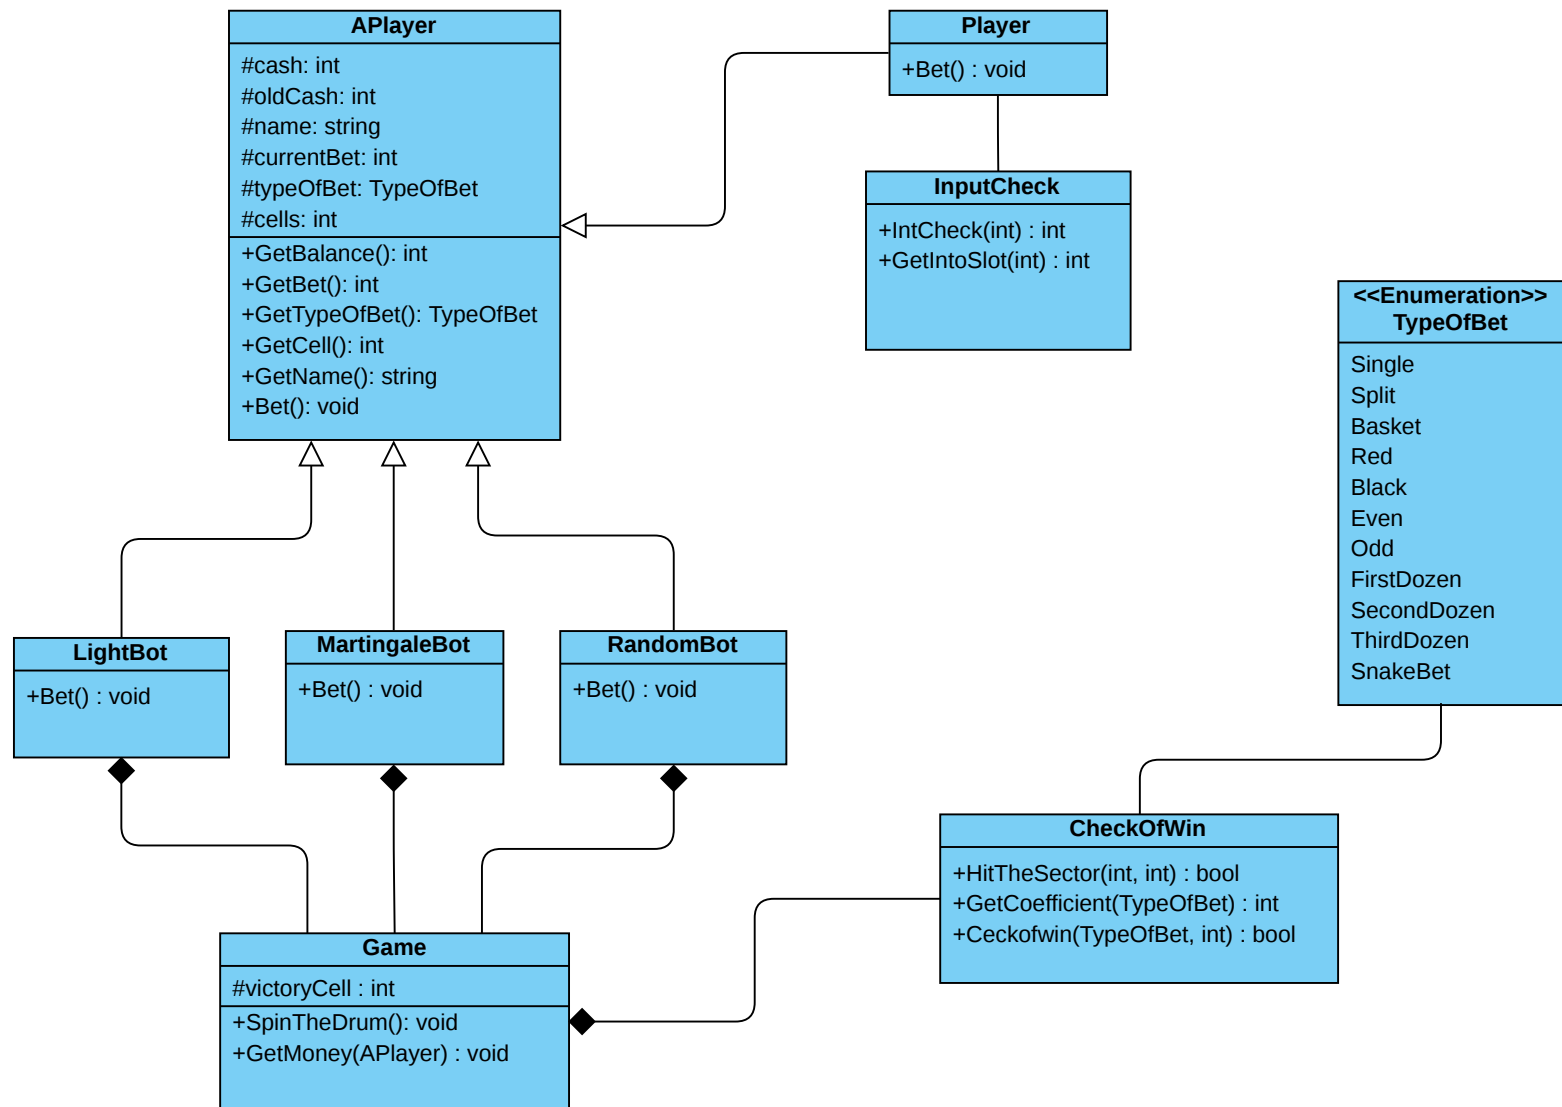 APlayer
#cash: int
#oldCash: int
#name: string
#currentBet: int
#typeOfBet: TypeOfBet
#cells: int
+GetBalance(): int
+GetBet(): int
+GetTypeOfBet(): TypeOfBet
+GetCell(): int
+GetName(): string
+Bet(): void
Player
+Bet() : void
InputCheck
+IntCheck(int) : int
+GetIntoSlot(int) : int
<<Enumeration>>
TypeOfBet
Single
Split
Basket
Red
Black
Even
Odd
FirstDozen
SecondDozen
ThirdDozen
SnakeBet
LightBot
+Bet() : void
MartingaleBot
+Bet() : void
RandomBot
+Bet() : void
CheckOfWin
+HitTheSector(int, int) : bool
+GetCoefficient(TypeOfBet) : int
+Ceckofwin(TypeOfBet, int) : bool
Game
#victoryCell : int
+SpinTheDrum(): void
+GetMoney(APlayer) : void